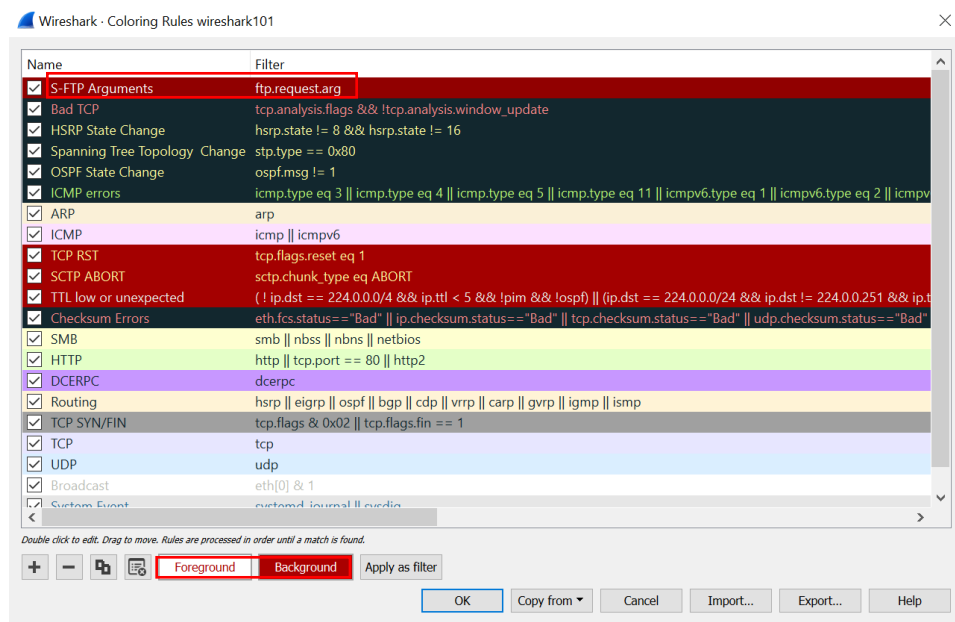 Wireshark · Coloring Rules wireshark101
Name Filter
S-FTP Arguments ftp.request.arg
Bad TCP tcp.analysis.flags && !tcp.analysis.window_update
HSRP State Change hsrp.state != 8 && hsrp.state != 16
Spanning Tree Topology Change stp.type == 0x80
OSPF State Change ospf.msg != 1
ICMP errors icmp.type eq 3 || icmp.type eq 4 || icmp.type eq 5 || icmp.type eq 11 || icmpv6.type eq 1 || icmpv6.type eq 2 || icmpv
ARP arp
ICMP icmp || icmpv6
TCP RST tcp.flags.reset eq 1
SCTP ABORT sctp.chunk_type eq ABORT
TTL low or unexpected ( ! ip.dst == 224.0.0.0/4 && ip.ttl < 5 && !pim && !ospf) || (ip.dst == 224.0.0.0/24 && ip.dst != 224.0.0.251 && ip.t
Checksum Errors eth.fcs.status=="Bad" || ip.checksum.status=="Bad" || tcp.checksum.status=="Bad" || udp.checksum.status=="Bad"
SMB smb || nbss || nbns || netbios
HTTP http || tcp.port == 80 || http2
DCERPC dcerpc
Routing hsrp || eigrp || ospf || bgp || cdp || vrrp || carp || gvrp || igmp || ismp
TCP SYN/FIN tcp.flags & 0x02 || tcp.flags.fin == 1
TCP tcp
UDP udp
Broadcast eth[0] & 1
System Event systemd_journal || sysdig
Double click to edit. Drag to move. Rules are processed in order until a match is found.
Foreground Background Apply as filter
OK Copy from Cancel Import... Export... Help